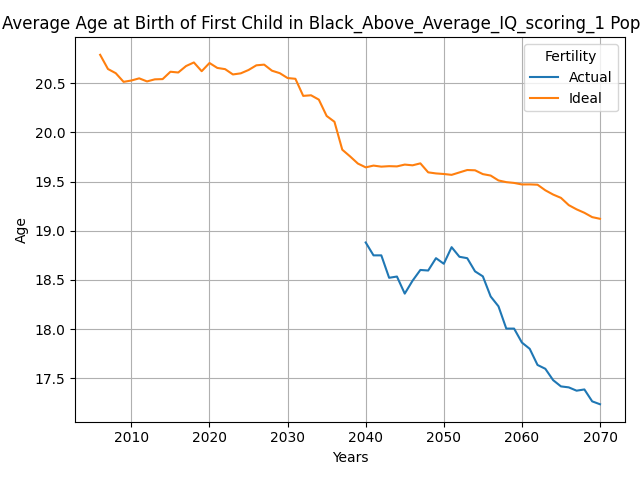 Average Age at Birth of First Child in Black_Above_Average_IQ_scoring_1 Pop
Fertility
Actual
Ideal
20.5
20.0
19.5
19.0
18.5
18.0
17.5
Age
2010 2020 2030 2040 2050 2060 2070
Years